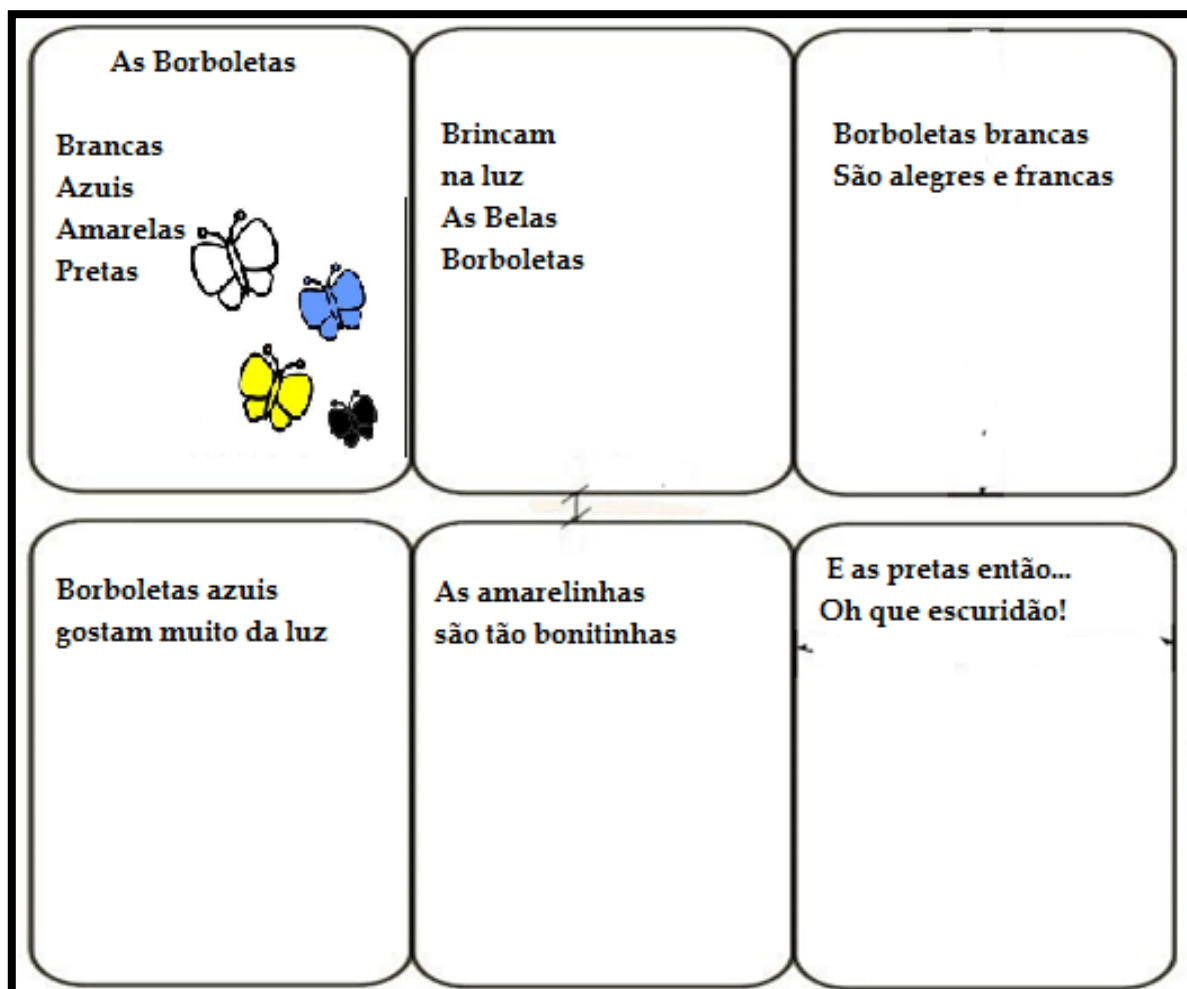 As Borboletas
Brancas
Azuis
Amarelas
Pretas
Brincam
na luz
As Belas
Borboletas
Borboletas brancas
São alegres e francas
Borboletas azuis
gostam muito da luz
As amarelinhas
são tão bonitinhas
E as pretas então...
Oh que escuridão!